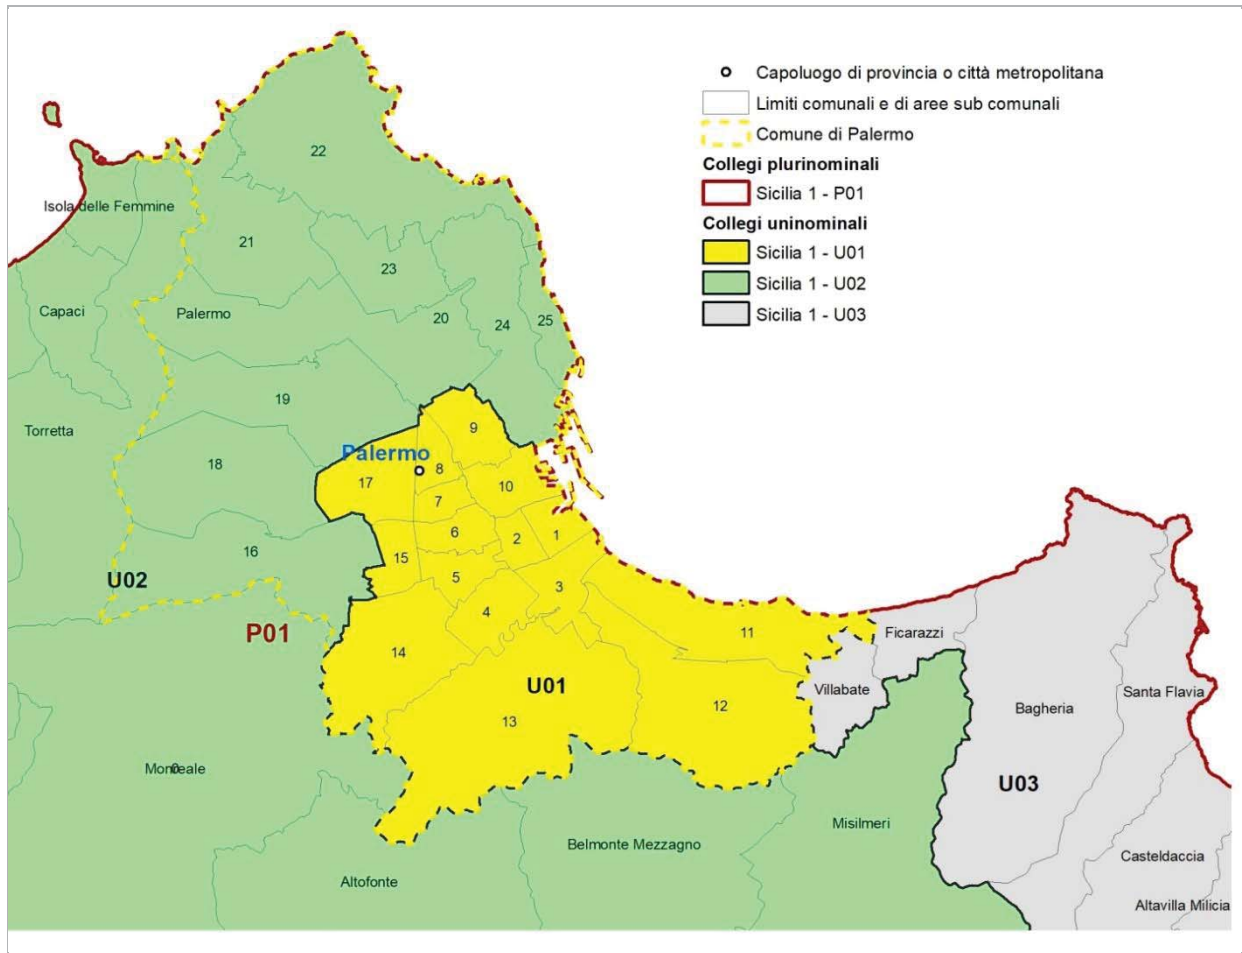 Capoluogo di provincia o città metropolitana
Limiti comunali e di aree sub comunali
Comune di Palermo
Collegi plurinominali
Sicilia 1 - P01
Collegi uninominali
Sicilia 1 - U01
Sicilia 1 - U02
Sicilia 1 - U03
22
Isola delle Femmine
21
23
Capaci
Palermo
20
24
25
19
Torretta
9
Palermo
18
17
8
10
7
6
2
1
16
15
U02
5
3
4
P01
11
Ficarazzi
14
U01
Villabate
Santa Flavia
12
Bagheria
13
Monreale
0
U03
Misilmeri
Belmonte Mezzagno
Casteldaccia
Altofonte
Altavilla Milicia